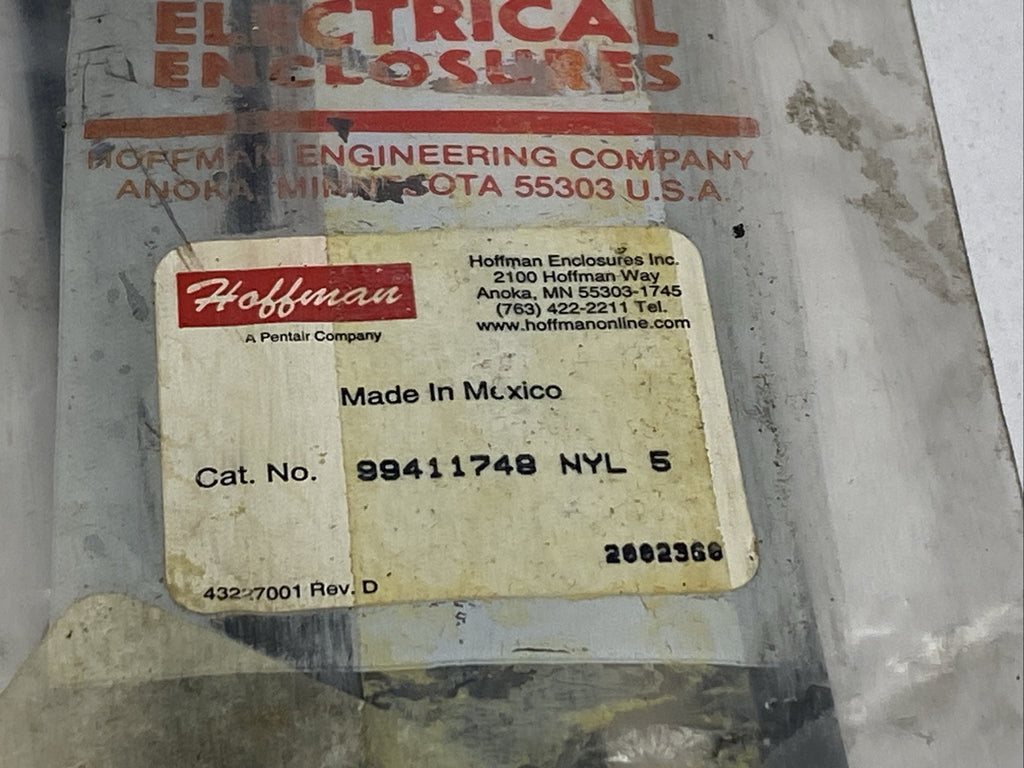 ELECTRICAL
ENCLOSURES
HOFFMAN ENGINEERING COMPANY
ANOKA, MINNESOTA 55303 U.S.A.
Hoffman
A Pentair Company
Hoffman Enclosures Inc.
2100 Hoffman Way
Anoka, MN 55303-1745
(763) 422-2211 Tel.
www.hoffmanonline.com
Made In Mexico
Cat. No. 99411748 NYL 5
2002360
43227001 Rev. D